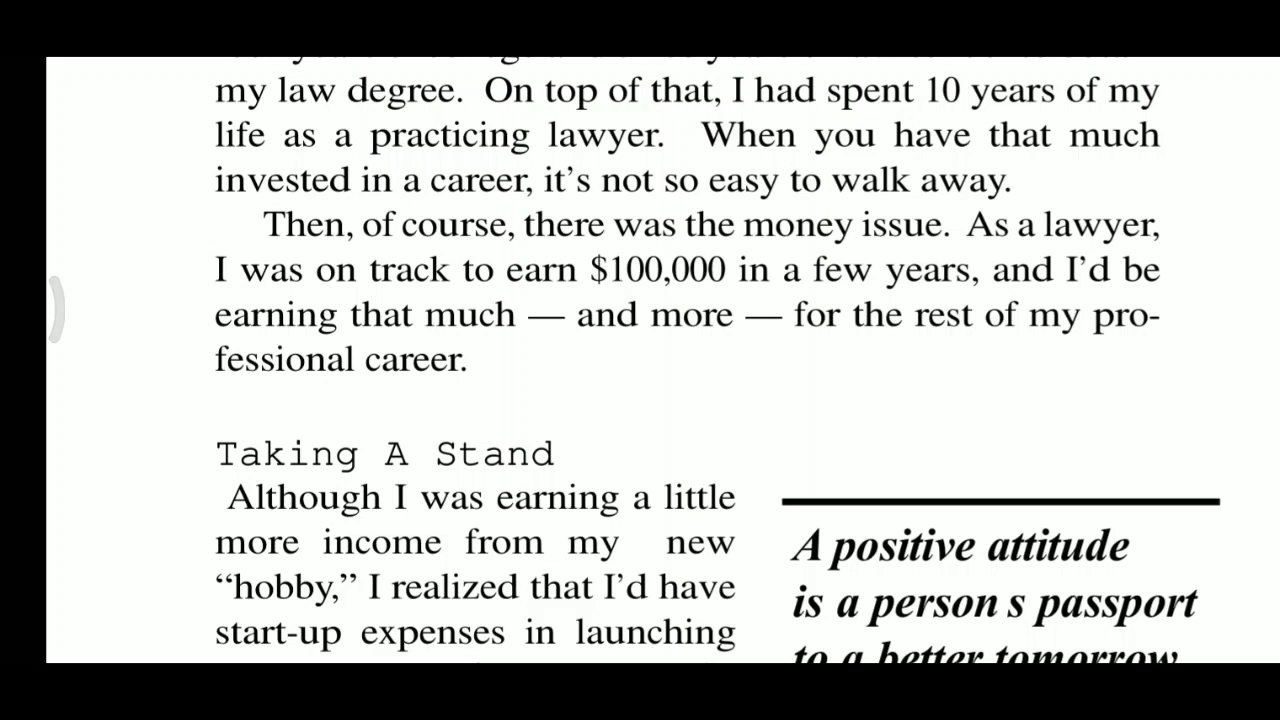 my law degree. On top of that, I had spent 10 years of my
life as a practicing lawyer. When you have that much
invested in a career, it's not so easy to walk away.
Then, of course, there was the money issue. As a lawyer,
I was on track to earn $100,000 in a few years, and I'd be
earning that much — and more — for the rest of my pro-
fessional career.
Taking A Stand
Although I was earning a little
more income from my new
“hobby,” I realized that I'd have
start-up expenses in launching
A positive attitude
is a person s passport
to a better tomorrow